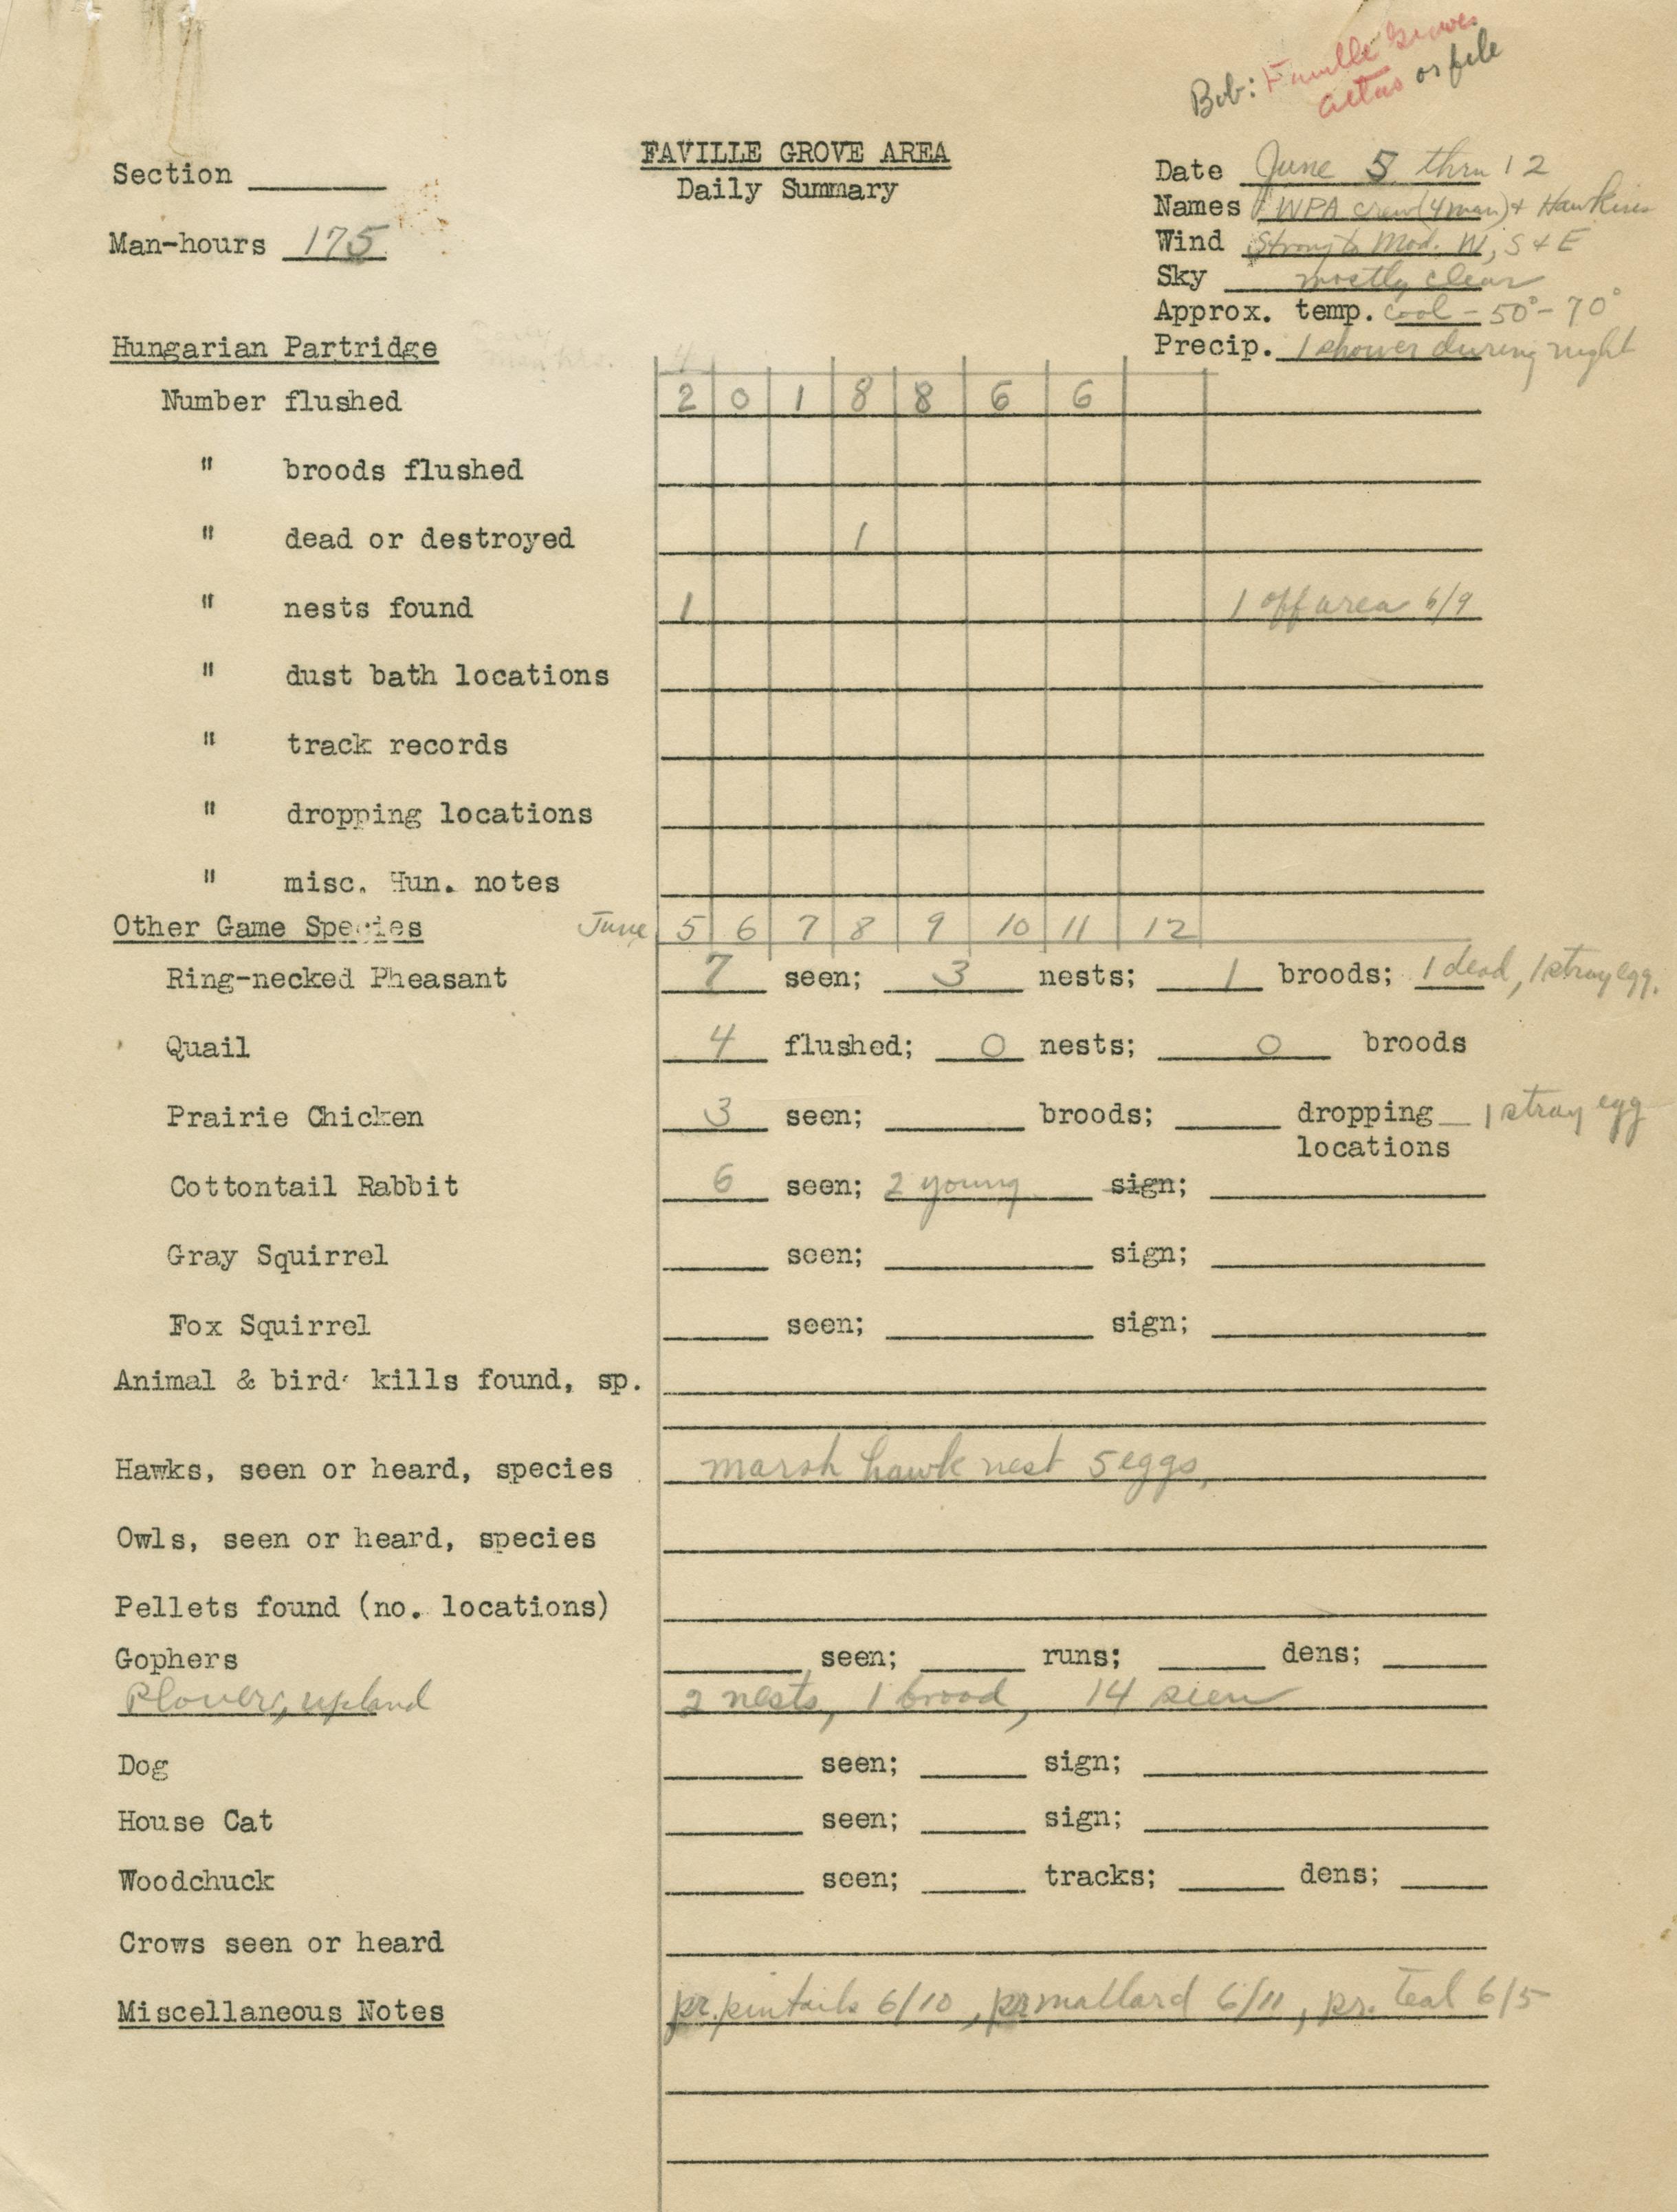 Bob: Faville Grove
or file
FAVILLE GROVE AREA
Daily Summary
Section
Man-hours 175
Date June 5 thru 12
Names WPA crew (4 man) + Hawkins
Wind Strong to Mod. W, S + E
Sky mostly clear
Approx. temp. cool - 50° - 70°
Precip. 1 shower during night
Hungarian Partridge
Number flushed 2 0 1 8 8 6 6
" broods flushed
" dead or destroyed 1
" nests found 1 1 off area 6/9
" dust bath locations
" track records
" dropping locations
" misc. Hun. notes
Other Game Species June 5 6 7 8 9 10 11 12
Ring-necked Pheasant 7 seen; 3 nests; 1 broods; 1 dead, 1 stray egg.
Quail 4 flushed; 0 nests; 0 broods
Prairie Chicken 3 seen; broods; dropping 1 stray egg
locations
Cottontail Rabbit 6 seen; 2 young sign;
Gray Squirrel seen; sign;
Fox Squirrel seen; sign;
Animal & bird kills found, sp.
Hawks, seen or heard, species marsh hawk nest 5 eggs,
Owls, seen or heard, species
Pellets found (no. locations)
Gophers seen; runs; dens;
Plover, upland 2 nests, 1 brood, 14 seen
Dog seen; sign;
House Cat seen; sign;
Woodchuck seen; tracks; dens;
Crows seen or heard
Miscellaneous Notes pr. pintails 6/10, pr mallard 6/11, pr. teal 6/5